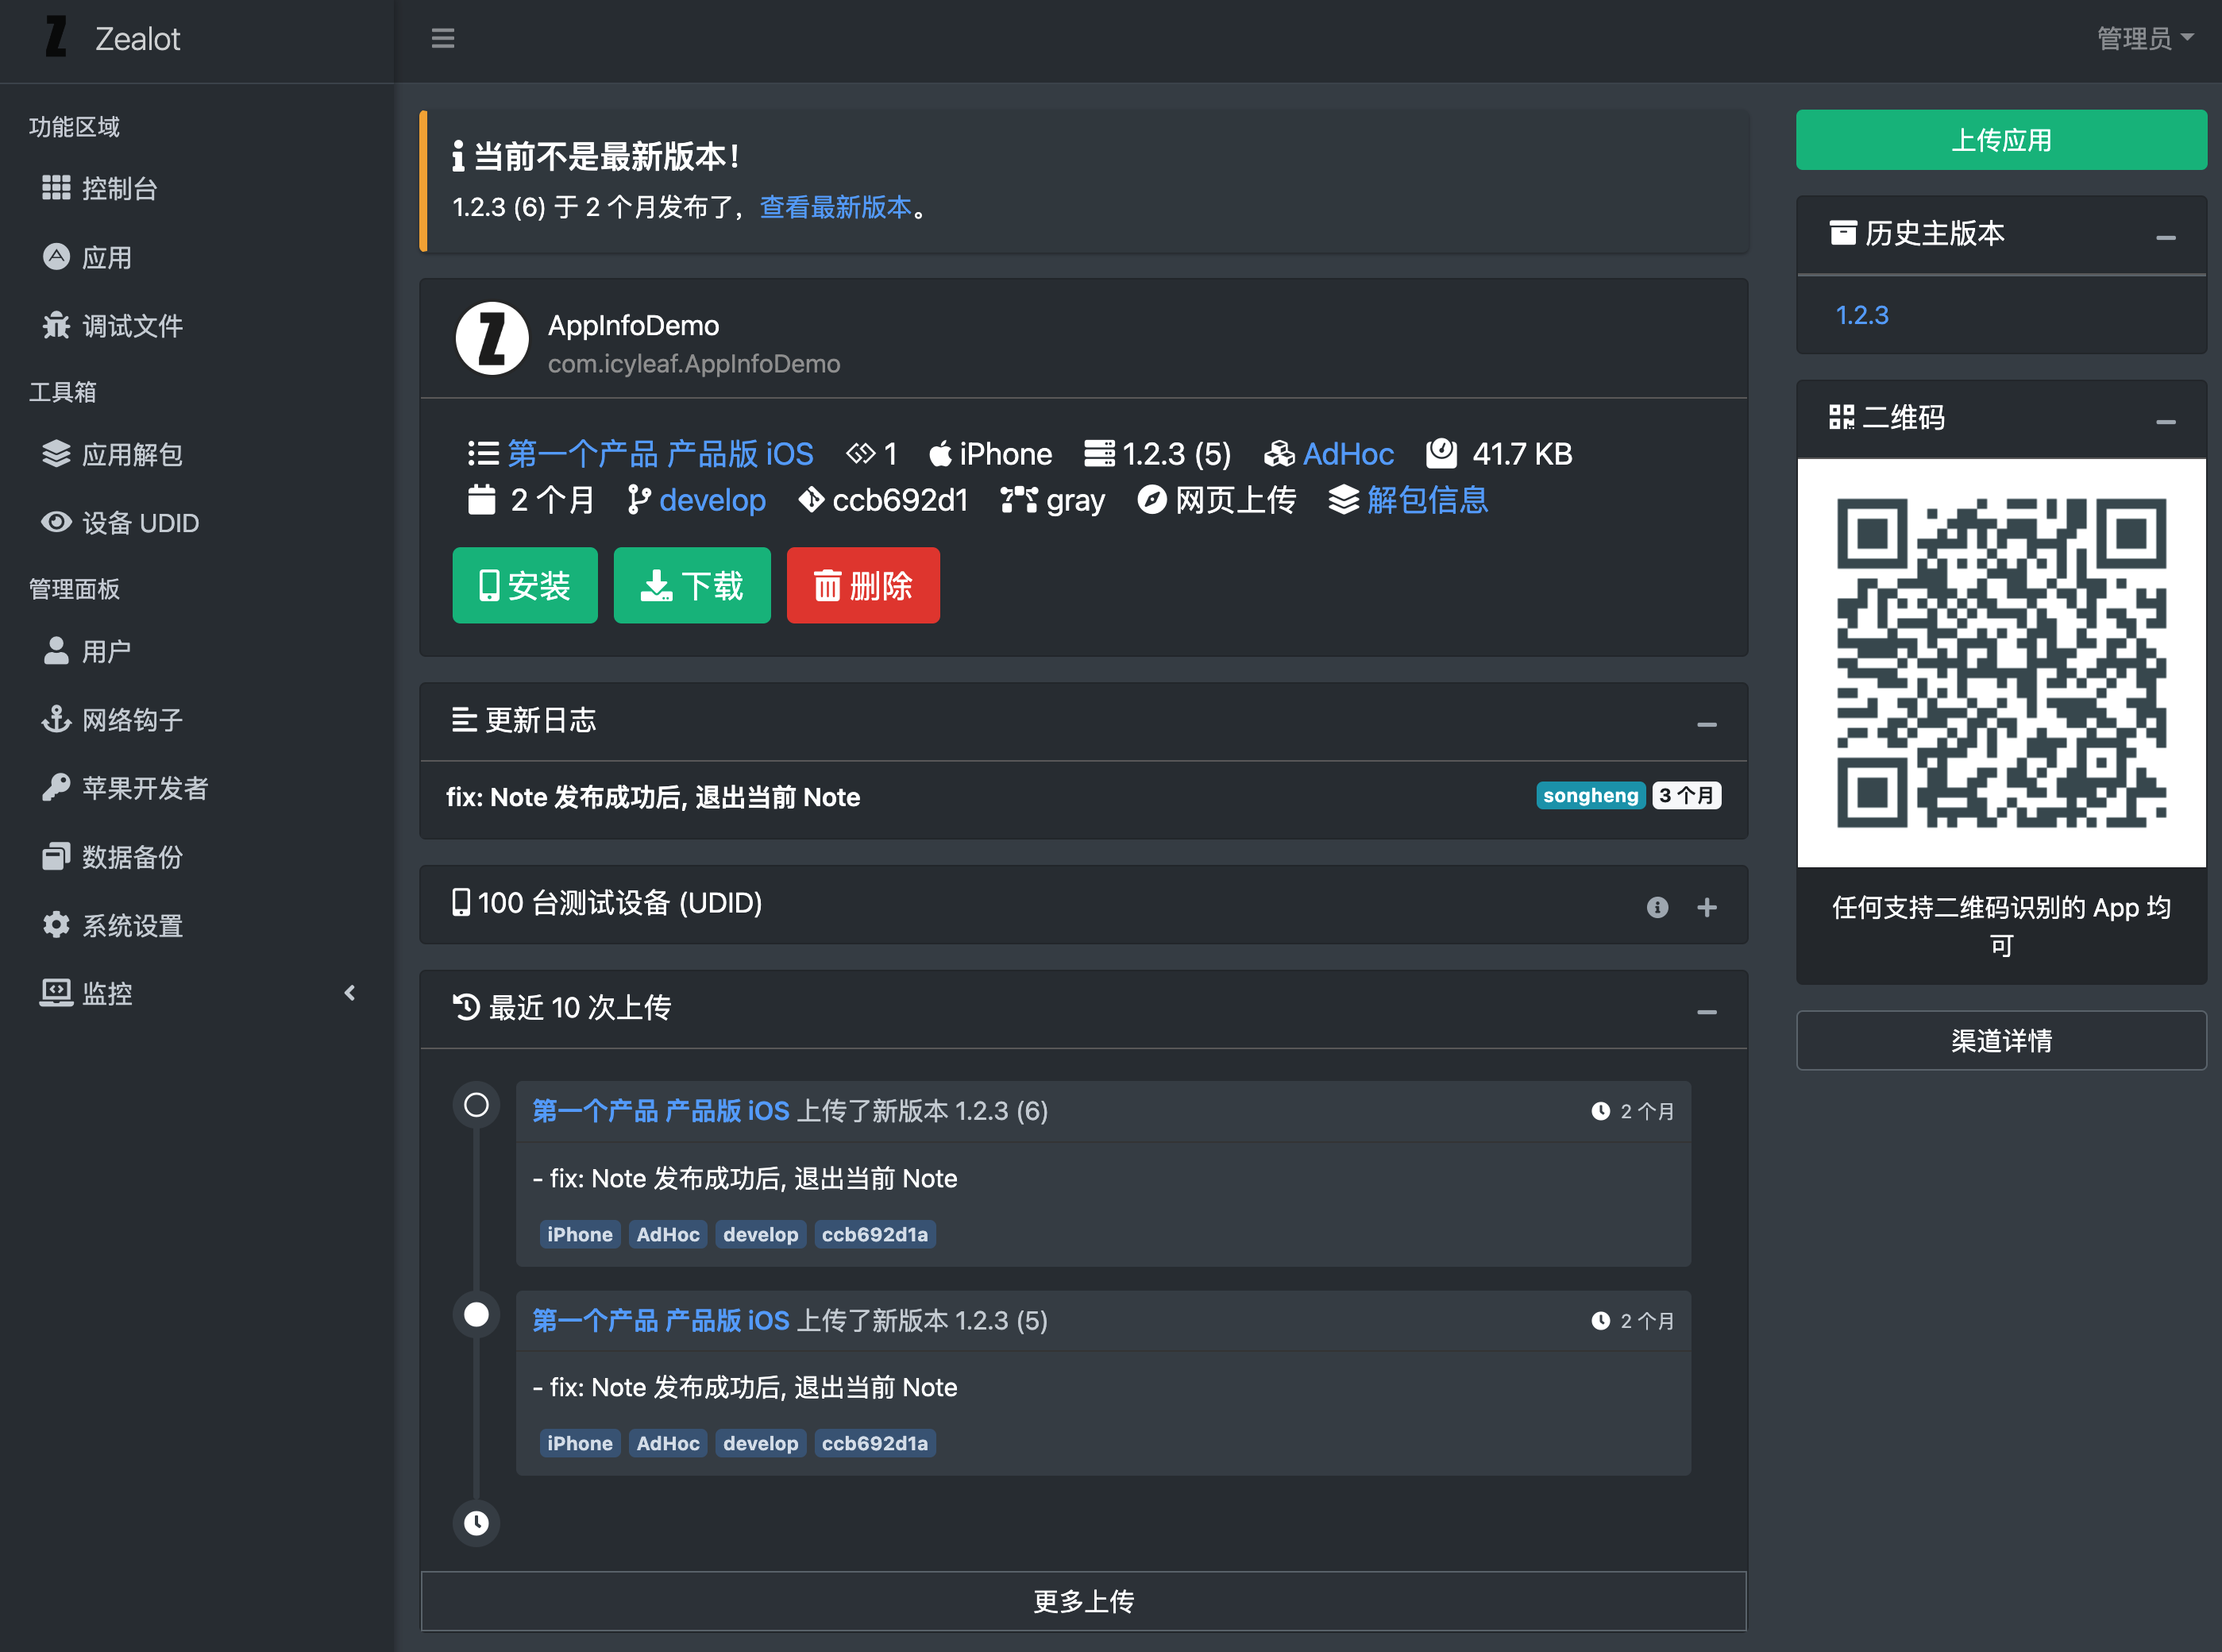 Zealot
管理员
功能区域
控制台
应用
调试文件
工具箱
应用解包
设备 UDID
管理面板
用户
网络钩子
苹果开发者
数据备份
系统设置
监控
当前不是最新版本！
1.2.3 (6) 于 2 个月发布了，查看最新版本。
AppInfoDemo
com.icyleaf.AppInfoDemo
第一个产品 产品版 iOS 1 iPhone 1.2.3 (5) AdHoc 41.7 KB
2 个月 develop ccb692d1 gray 网页上传 解包信息
安装 下载 删除
更新日志
fix: Note 发布成功后, 退出当前 Note songheng 3 个月
100 台测试设备 (UDID)
最近 10 次上传
第一个产品 产品版 iOS 上传了新版本 1.2.3 (6) 2 个月
- fix: Note 发布成功后, 退出当前 Note
iPhone AdHoc develop ccb692d1a
第一个产品 产品版 iOS 上传了新版本 1.2.3 (5) 2 个月
- fix: Note 发布成功后, 退出当前 Note
iPhone AdHoc develop ccb692d1a
更多上传
上传应用
历史主版本
1.2.3
二维码
任何支持二维码识别的 App 均
可
渠道详情